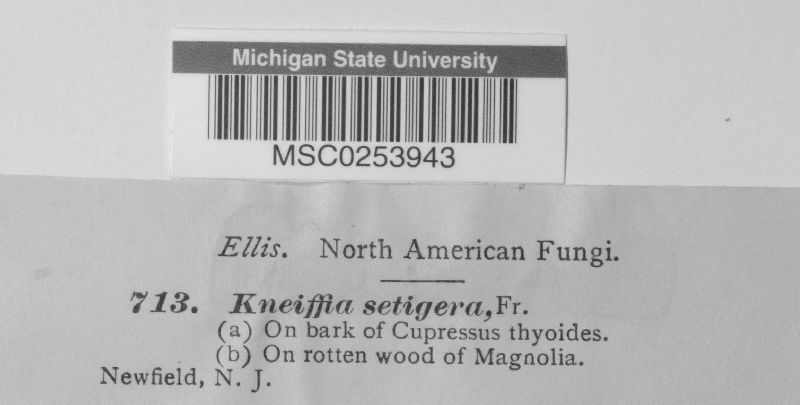 Michigan State University
MSC0253943
Ellis. North American Fungi.
713. Kneiffia setigera, Fr.
(a) On bark of Cupressus thyoides.
(b) On rotten wood of Magnolia.
Newfield, N. J.